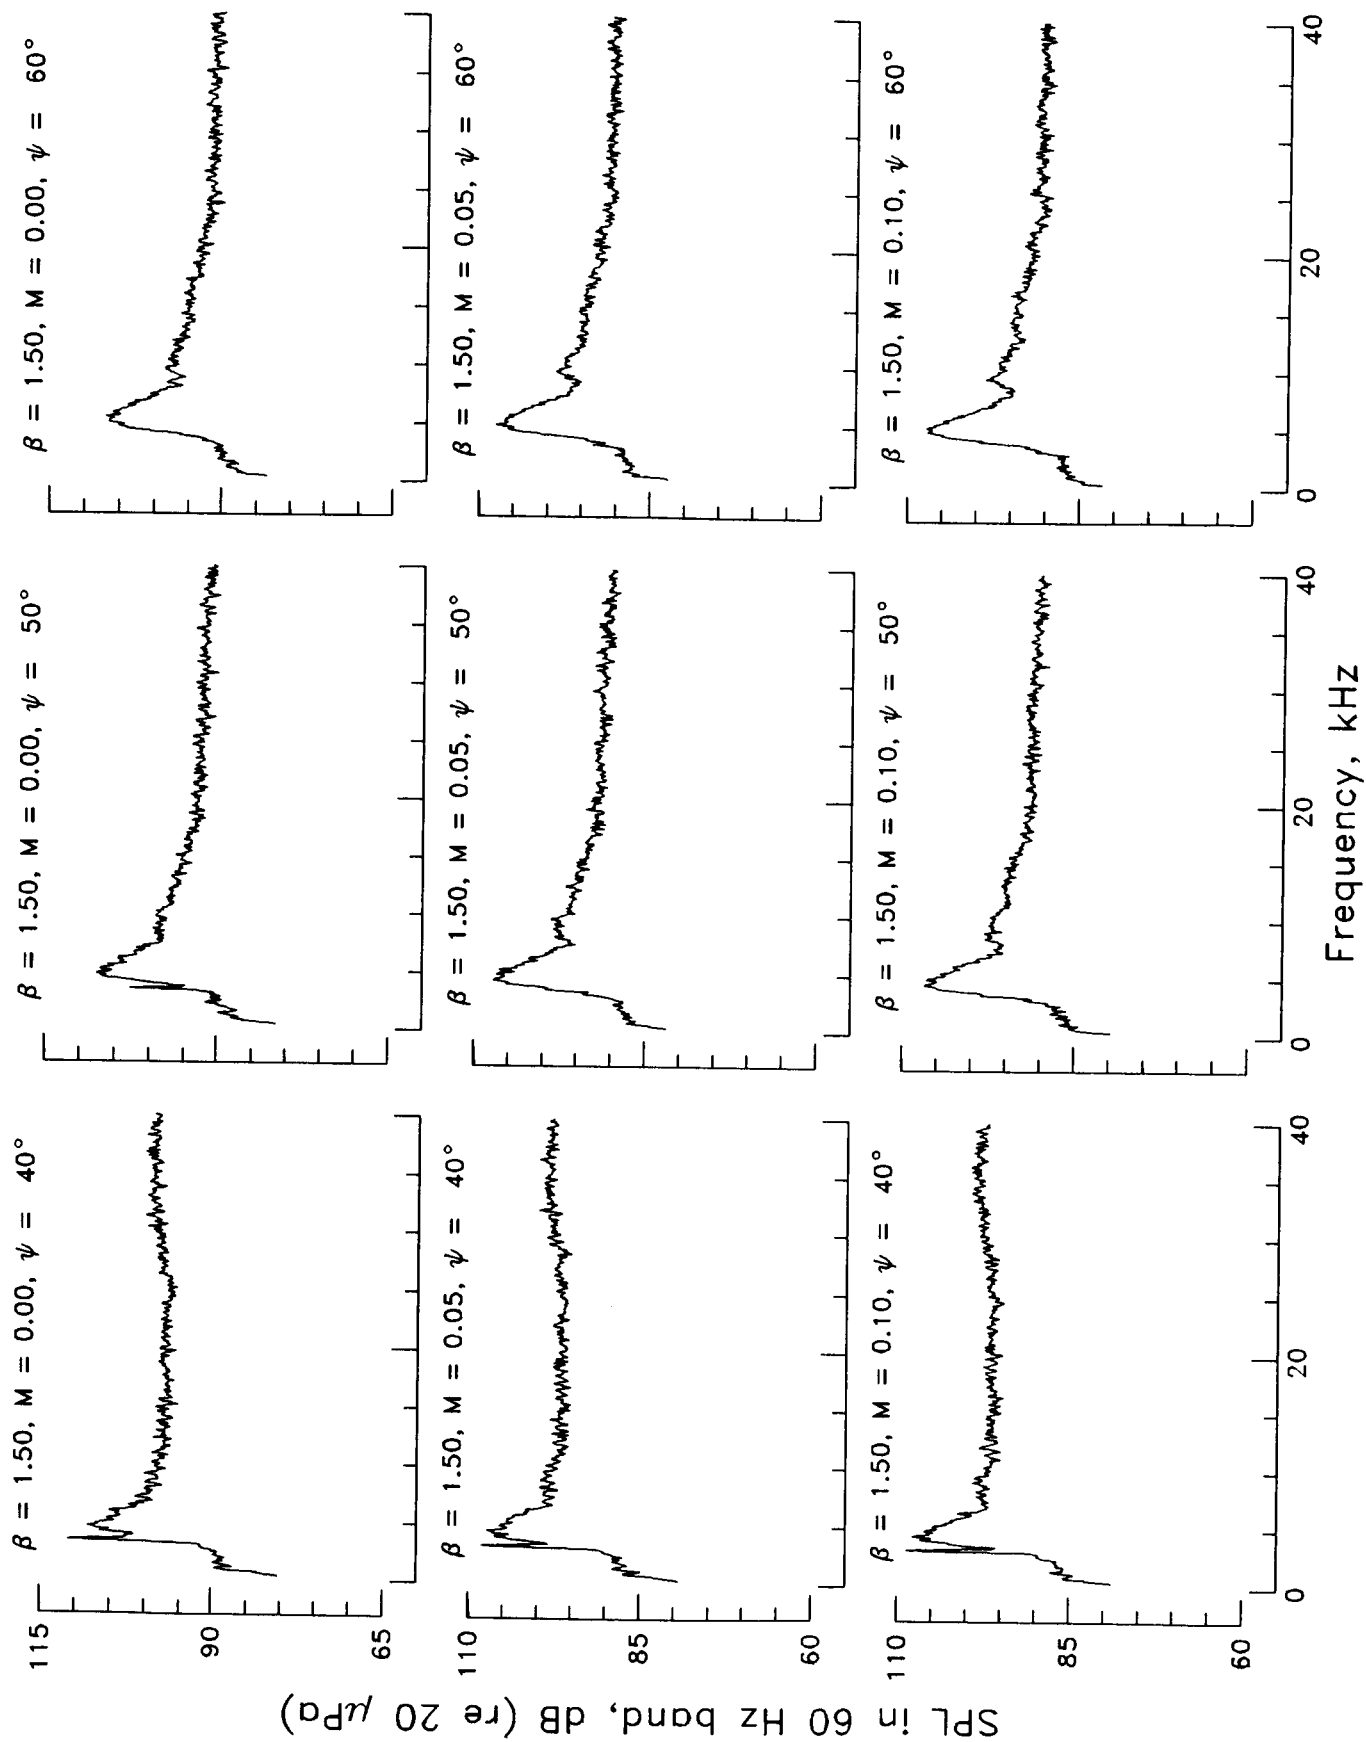 β = 1.50, M = 0.00, ψ = 40°
β = 1.50, M = 0.00, ψ = 50°
β = 1.50, M = 0.00, ψ = 60°
115
90
65
β = 1.50, M = 0.05, ψ = 40°
β = 1.50, M = 0.05, ψ = 50°
β = 1.50, M = 0.05, ψ = 60°
110
85
60
β = 1.50, M = 0.10, ψ = 40°
β = 1.50, M = 0.10, ψ = 50°
β = 1.50, M = 0.10, ψ = 60°
110
85
60
0 20 40
0 20 40
0 20 40
SPL in 60 Hz band, dB (re 20 μPa)
Frequency, kHz